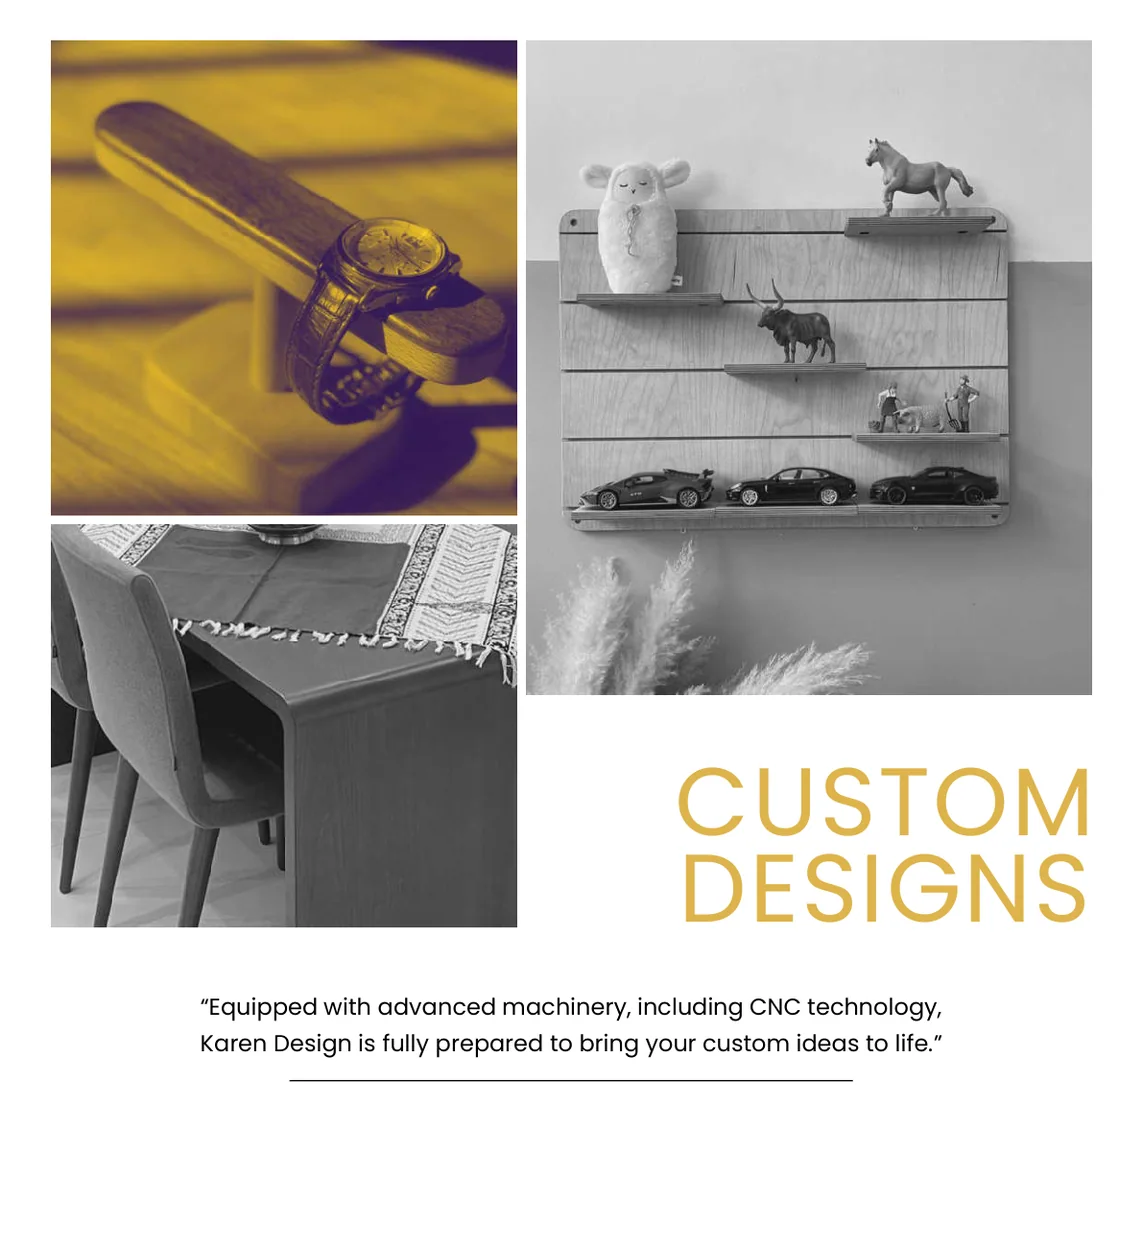 CUSTOM
DESIGNS
“Equipped with advanced machinery, including CNC technology,
Karen Design is fully prepared to bring your custom ideas to life.”